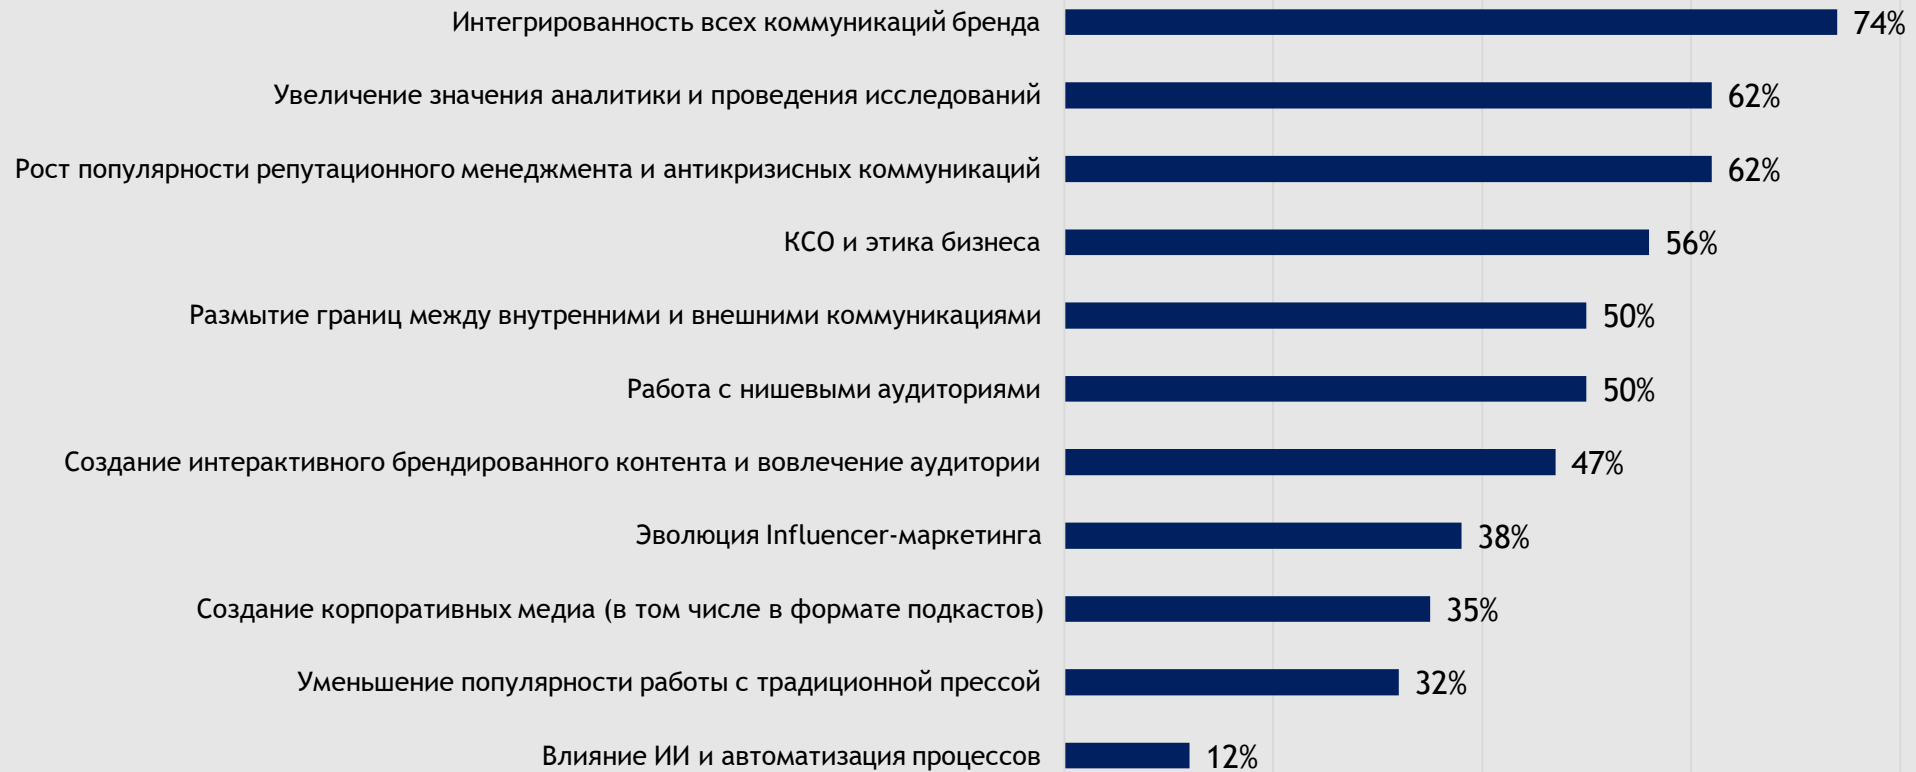 Интегрированность всех коммуникаций бренда 74%
Увеличение значения аналитики и проведения исследований 62%
Рост популярности репутационного менеджмента и антикризисных коммуникаций 62%
КСО и этика бизнеса 56%
Размытие границ между внутренними и внешними коммуникациями 50%
Работа с нишевыми аудиториями 50%
Создание интерактивного брендированного контента и вовлечение аудитории 47%
Эволюция Influencer-маркетинга 38%
Создание корпоративных медиа (в том числе в формате подкастов) 35%
Уменьшение популярности работы с традиционной прессой 32%
Влияние ИИ и автоматизация процессов 12%